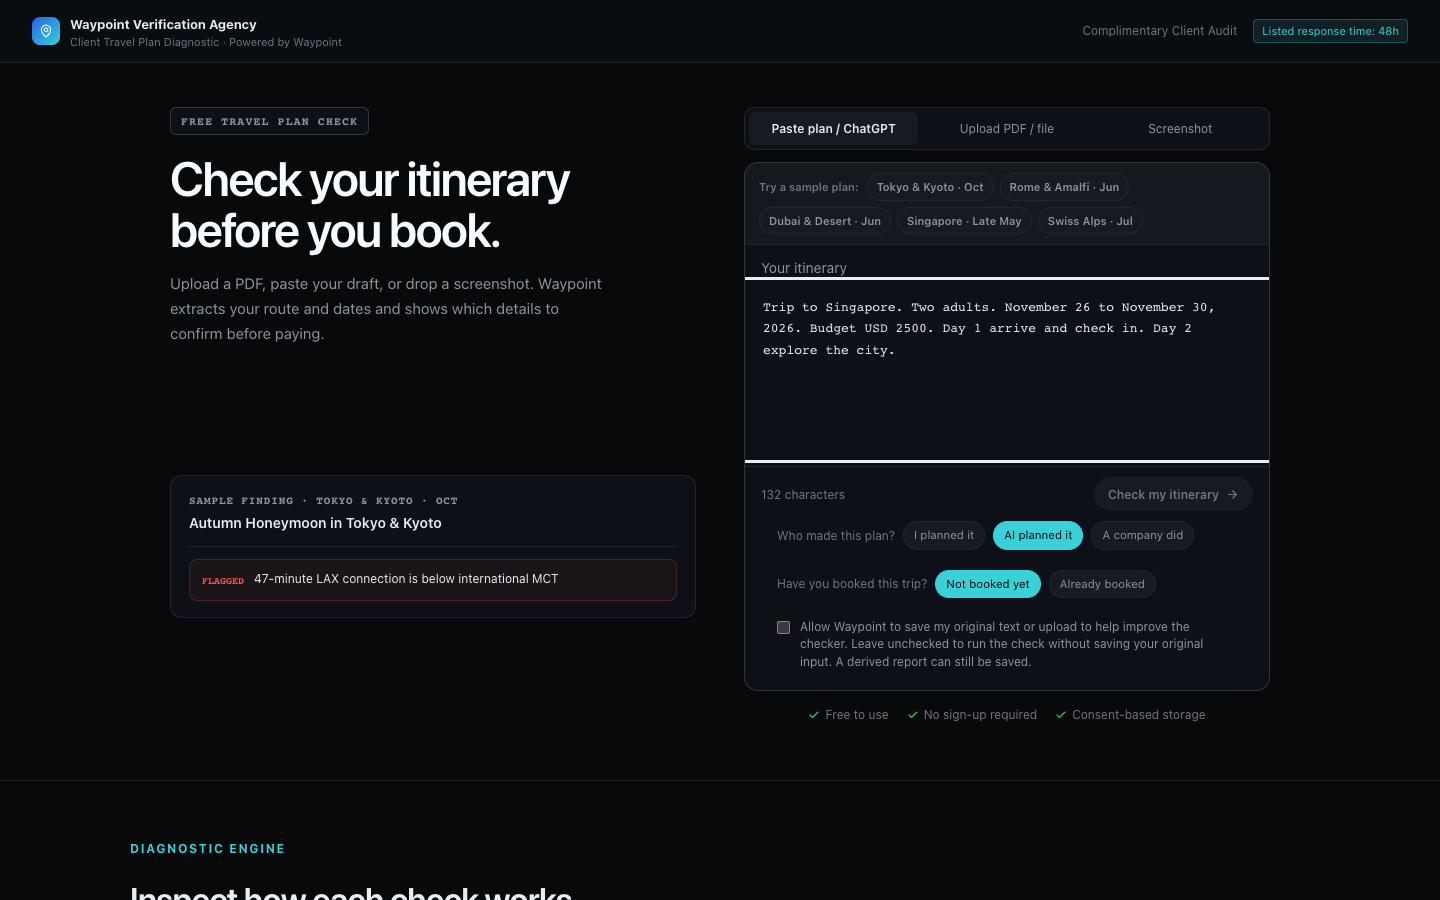 Waypoint Verification Agency
Client Travel Plan Diagnostic · Powered by Waypoint
Complimentary Client Audit
Listed response time: 48h
FREE TRAVEL PLAN CHECK
Check your itinerary
before you book.
Upload a PDF, paste your draft, or drop a screenshot. Waypoint
extracts your route and dates and shows which details to
confirm before paying.
SAMPLE FINDING · TOKYO & KYOTO · OCT
Autumn Honeymoon in Tokyo & Kyoto
FLAGGED 47-minute LAX connection is below international MCT
Paste plan / ChatGPT
Upload PDF / file
Screenshot
Try a sample plan: Tokyo & Kyoto · Oct Rome & Amalfi · Jun
Dubai & Desert · Jun Singapore · Late May Swiss Alps · Jul
Your itinerary
Trip to Singapore. Two adults. November 26 to November 30,
2026. Budget USD 2500. Day 1 arrive and check in. Day 2
explore the city.
132 characters
Check my itinerary →
Who made this plan? I planned it AI planned it A company did
Have you booked this trip? Not booked yet Already booked
Allow Waypoint to save my original text or upload to help improve the
checker. Leave unchecked to run the check without saving your original
input. A derived report can still be saved.
Free to use
No sign-up required
Consent-based storage
DIAGNOSTIC ENGINE
Inspect how each check works